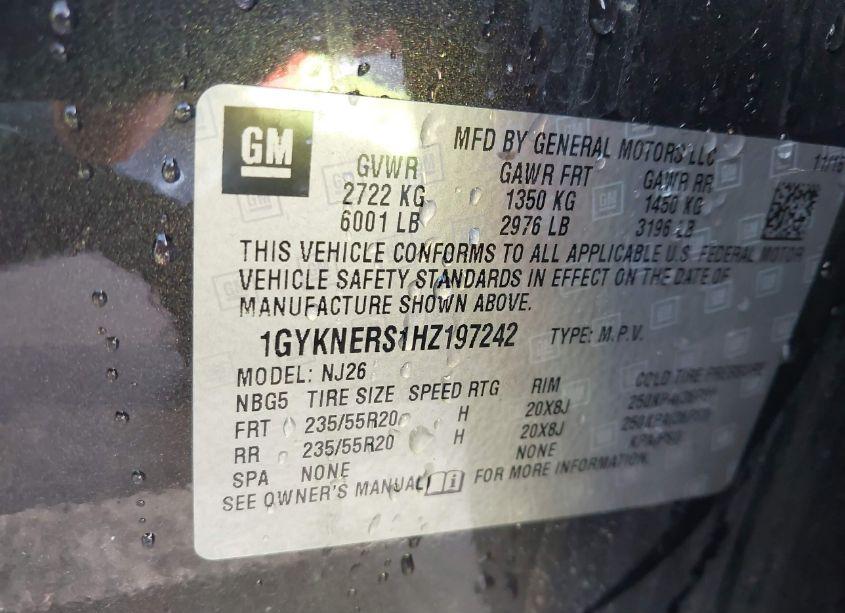 GM
MFD BY GENERAL MOTORS LLC 11/16
GVWR GAWR FRT GAWR RR
2722 KG 1350 KG 1450 KG
6001 LB 2976 LB 3196 LB
THIS VEHICLE CONFORMS TO ALL APPLICABLE U.S. FEDERAL MOTOR
VEHICLE SAFETY STANDARDS IN EFFECT ON THE DATE OF
MANUFACTURE SHOWN ABOVE.
1GYKNERS1HZ197242 TYPE: M.P.V.
MODEL: NJ26
NBG5 TIRE SIZE SPEED RTG RIM COLD TIRE PRESSURE
FRT 235/55R20 H 20X8J
RR 235/55R20 H 20X8J
SPA NONE NONE
SEE OWNER'S MANUAL FOR MORE INFORMATION.